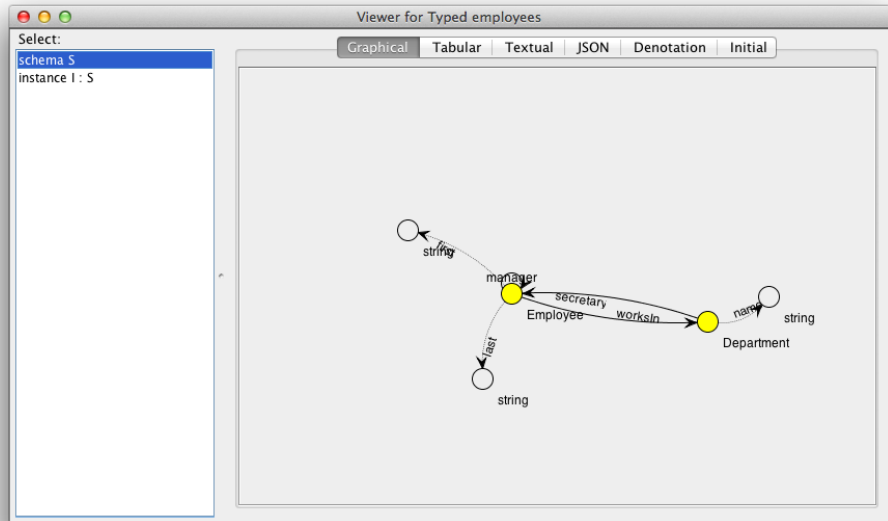 Viewer for Typed employees
Select:
schema S
instance I : S
Graphical Tabular Textual JSON Denotation Initial
first
string
manager
secretary
Employee
worksIn
name
string
Department
last
string